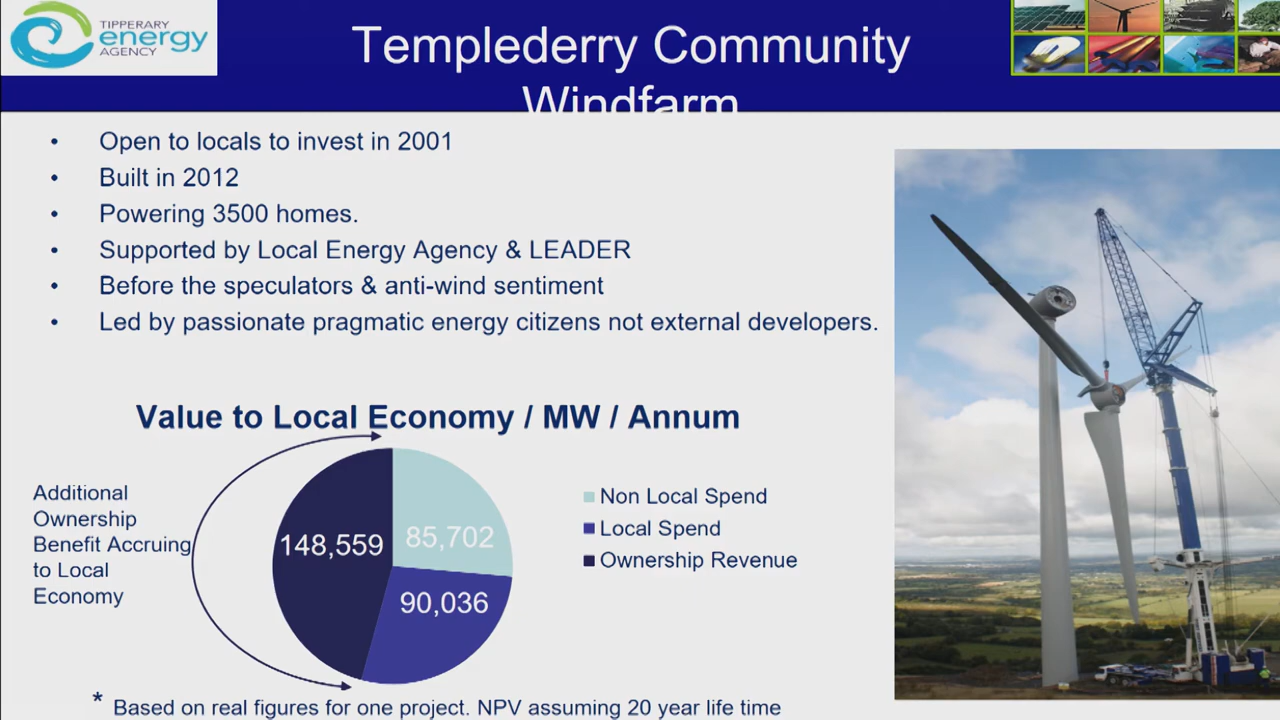 TIPPERARY
energy
AGENCY
Templederry Community
Windfarm
• Open to locals to invest in 2001
• Built in 2012
• Powering 3500 homes.
• Supported by Local Energy Agency & LEADER
• Before the speculators & anti-wind sentiment
• Led by passionate pragmatic energy citizens not external developers.
Value to Local Economy / MW / Annum
Additional
Ownership
Benefit Accruing
to Local
Economy
148,559
85,702
90,036
Non Local Spend
Local Spend
Ownership Revenue
* Based on real figures for one project. NPV assuming 20 year life time